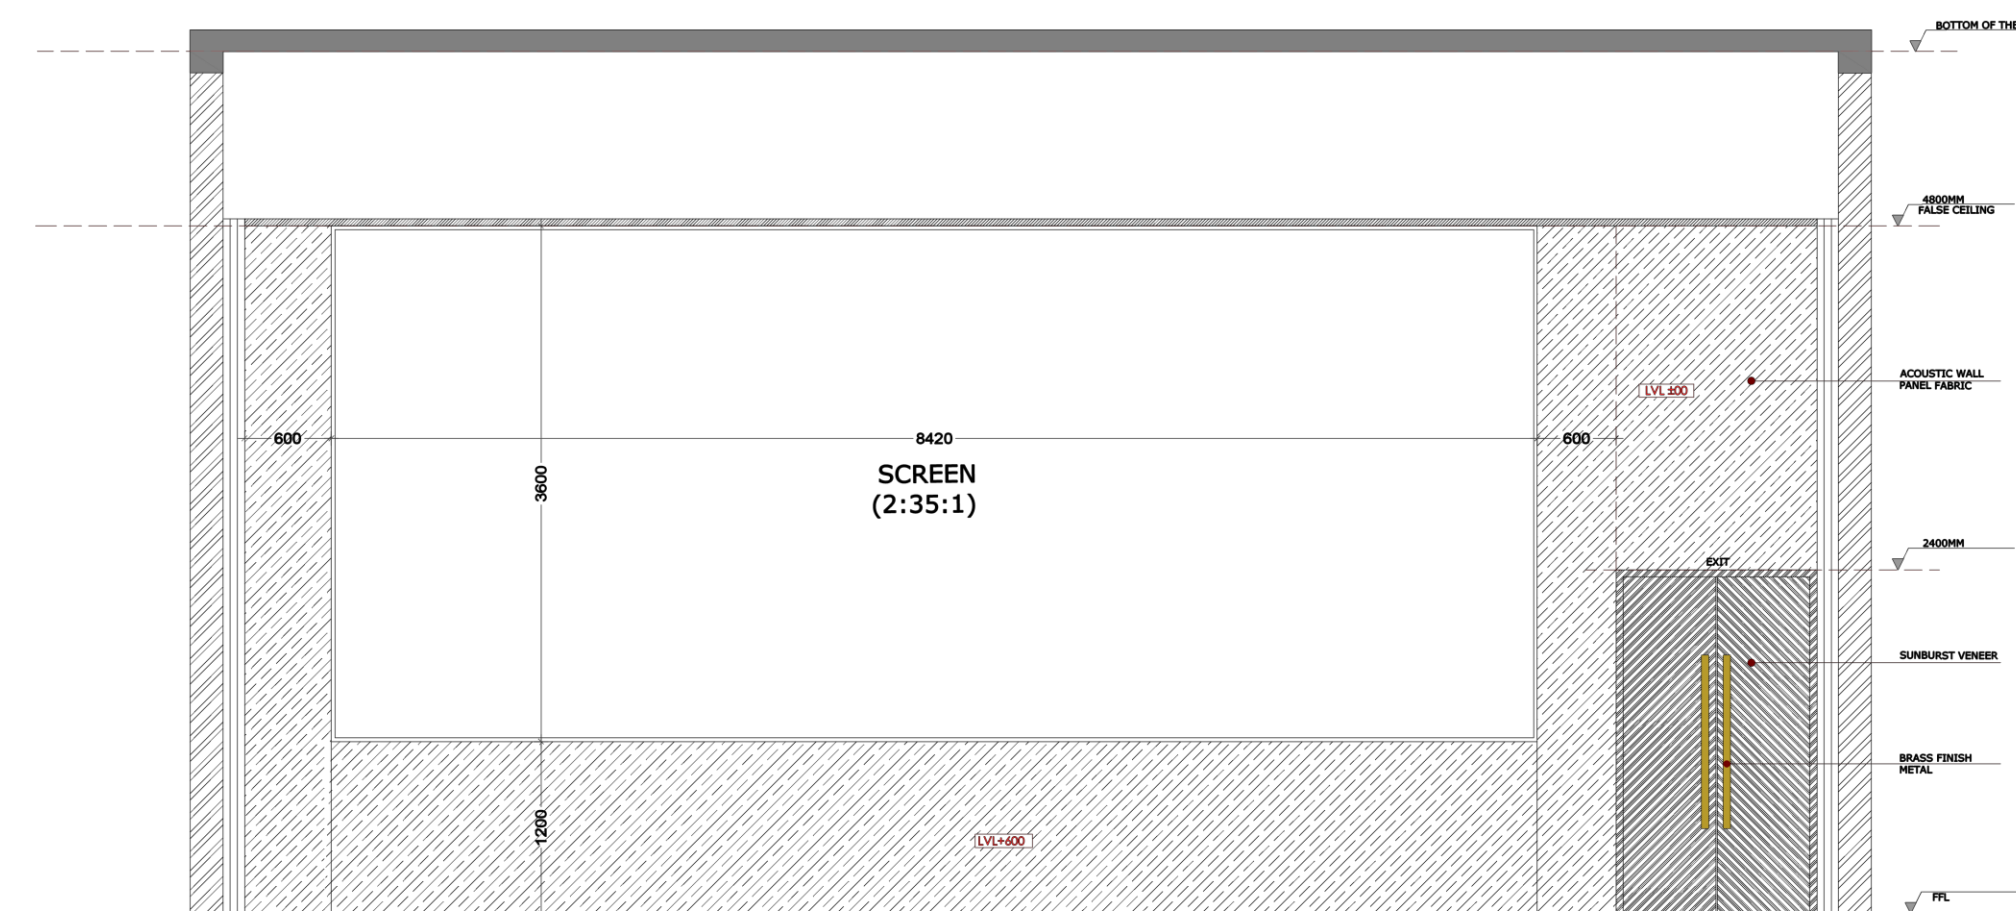 BOTTOM OF THE
4800MM
FALSE CEILING
ACOUSTIC WALL
PANEL FABRIC
LVL ±00
600
8420
600
SCREEN
(2:35:1)
3600
2400MM
EXIT
SUNBURST VENEER
BRASS FINISH
METAL
1200
LVL+600
FFL